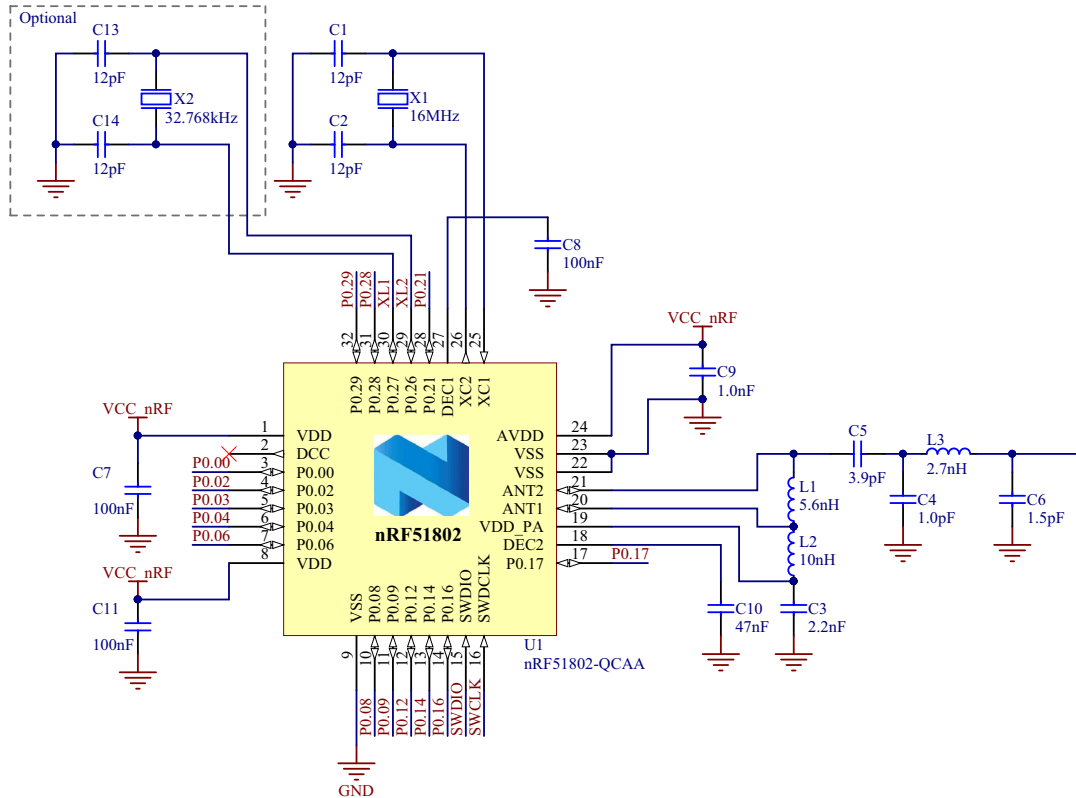 Optional
C13
12pF
X2
32.768kHz
C14
12pF
C1
12pF
X1
16MHz
C2
12pF
C8
100nF
P0.29
P0.28
XL1
XL2
P0.21
32
31
30
29
28
27
26
25
P0.29
P0.28
P0.27
P0.26
P0.21
DEC1
XC2
XC1
VCC_nRF
C9
1.0nF
VCC_nRF
C7
100nF
P0.00
P0.02
P0.03
P0.04
P0.06
VCC_nRF
C11
100nF
1 VDD
2 DCC
3 P0.00
4 P0.02
5 P0.03
6 P0.04
7 P0.06
8 VDD
nRF51802
AVDD 24
VSS 23
VSS 22
ANT2 21
ANT1 20
VDD_PA 19
DEC2 18
P0.17 17
P0.17
L1
5.6nH
L2
10nH
C5
3.9pF
L3
2.7nH
C4
1.0pF
C6
1.5pF
C10
47nF
C3
2.2nF
VSS
P0.08
P0.09
P0.12
P0.14
P0.16
SWDIO
SWDCLK
9
10
11
12
13
14
15
16
U1
nRF51802-QCAA
P0.08
P0.09
P0.12
P0.14
P0.16
SWDIO
SWCLK
GND